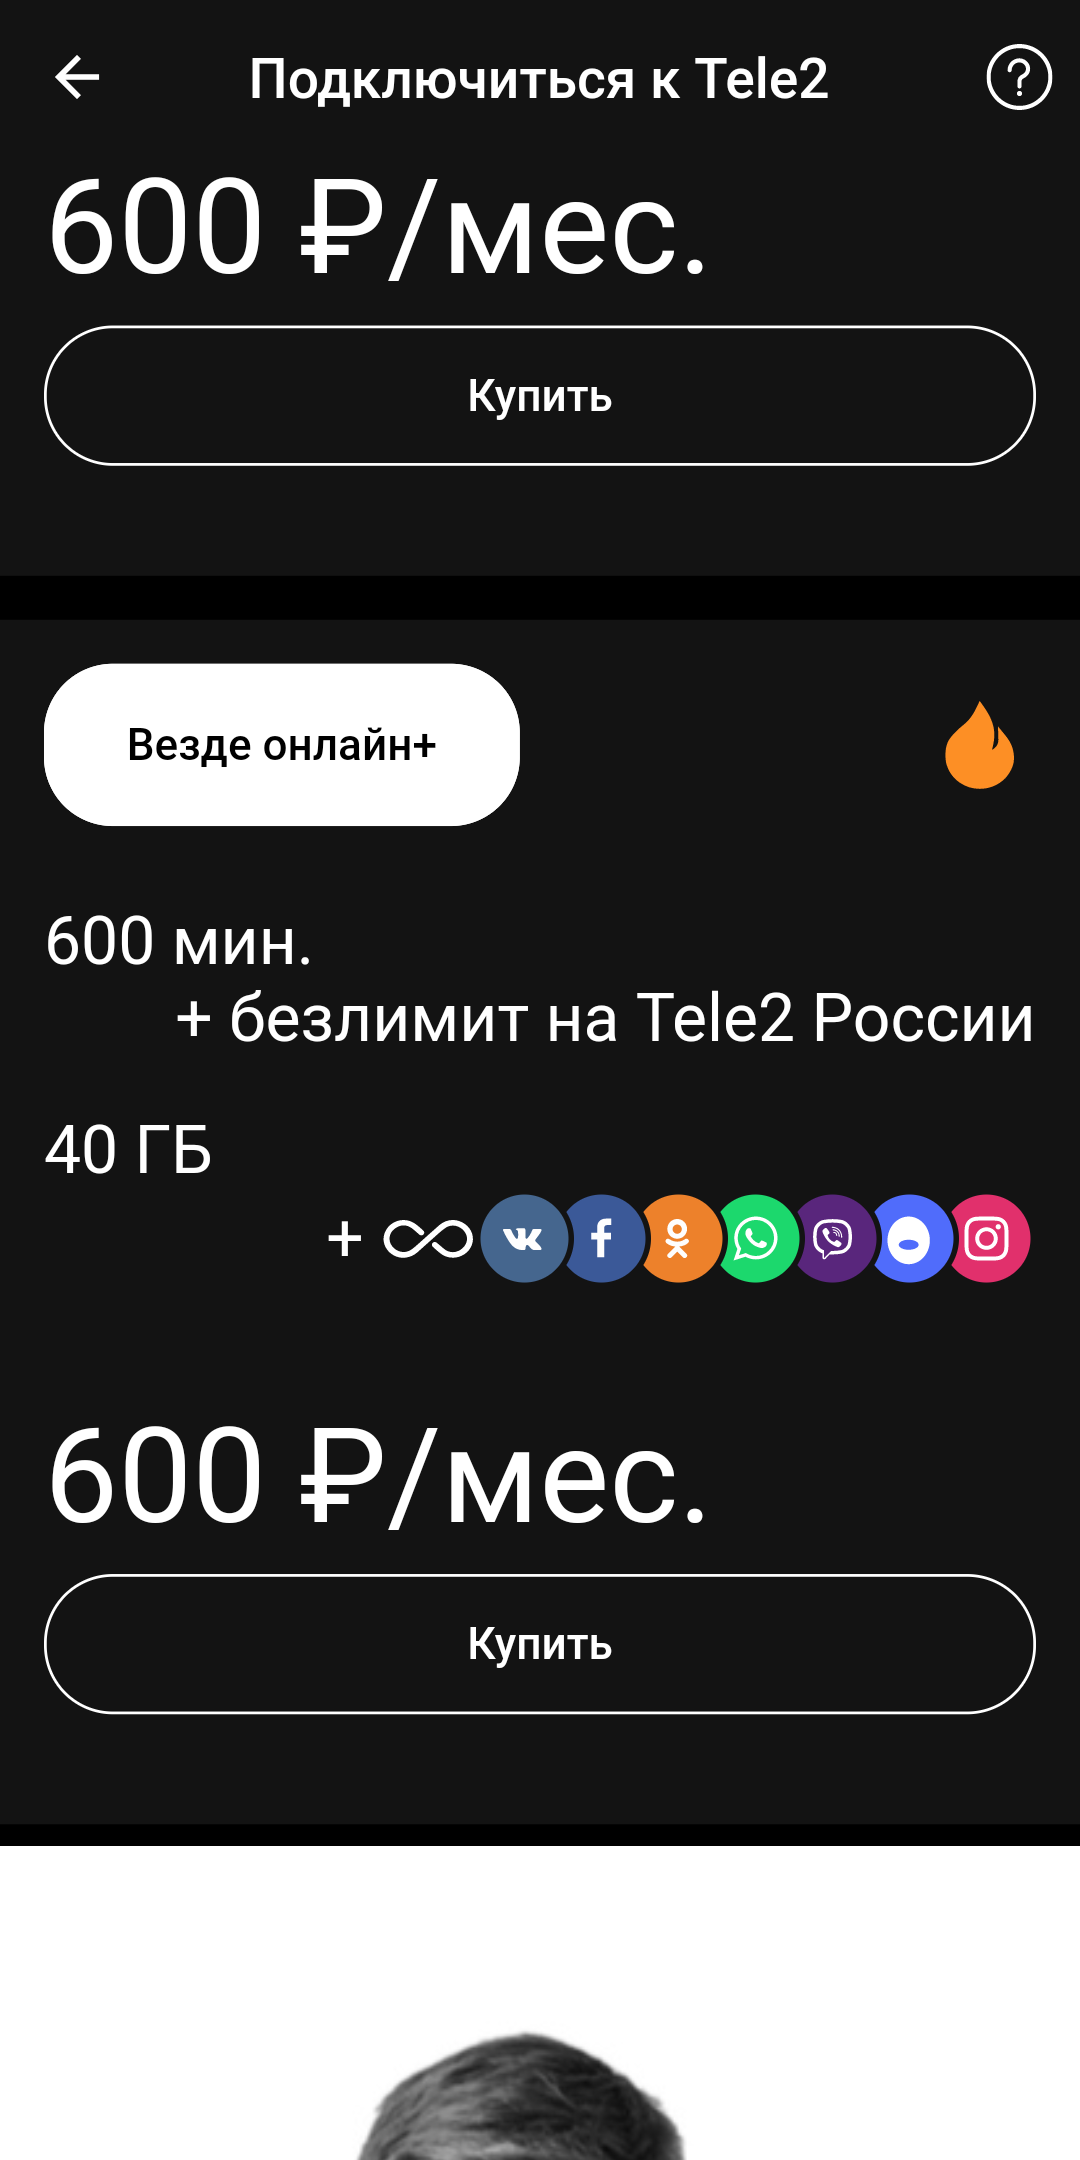 Подключиться к Tele2
600 ₽/мес.
Купить
Везде онлайн+
600 мин.
+ безлимит на Tele2 России
40 ГБ
+ ∞
600 ₽/мес.
Купить